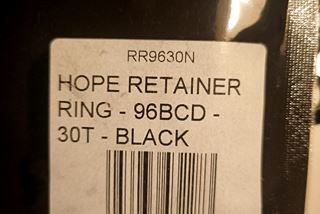 RR9630N
HOPE RETAINER
RING - 96BCD -
30T - BLACK